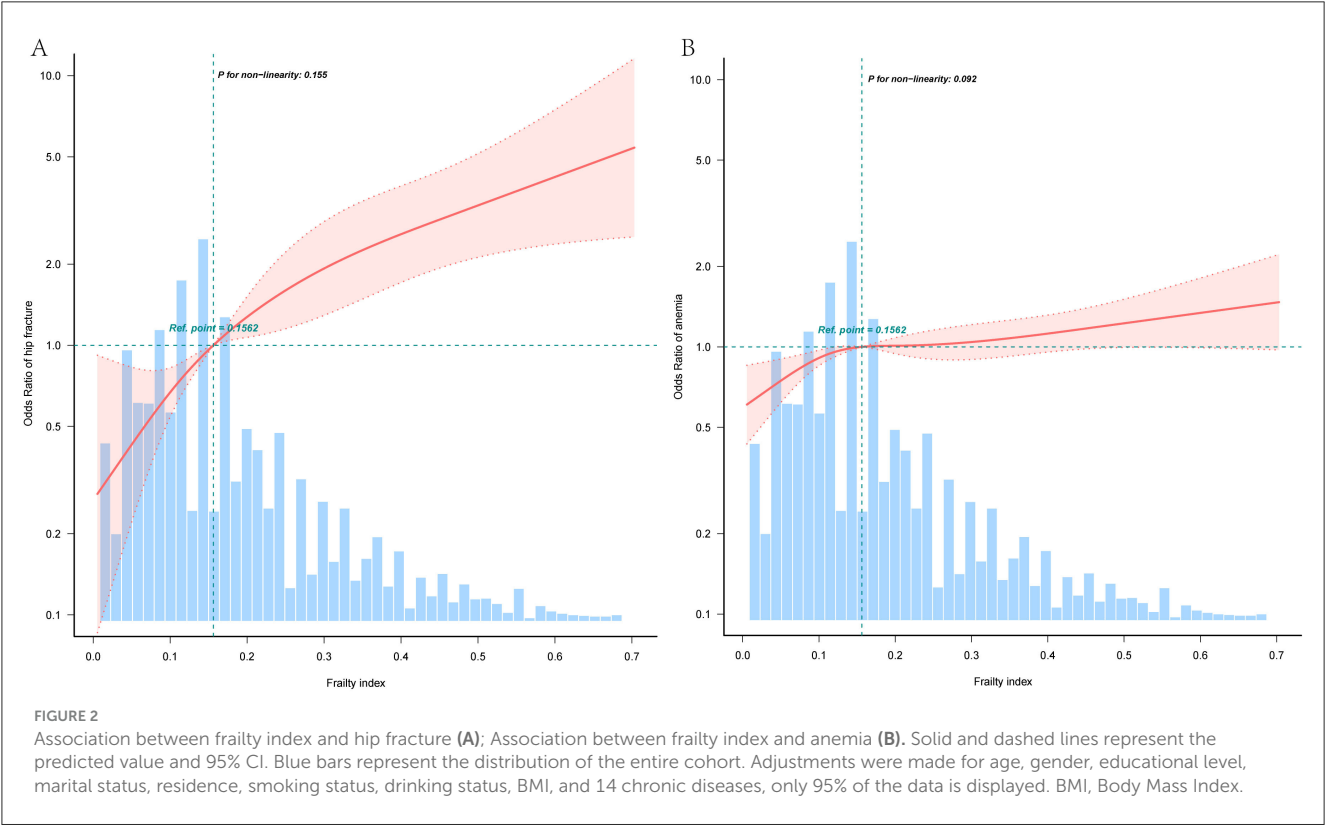 A
P for non−linearity: 0.155
10.0
5.0
2.0
1.0
0.5
0.2
0.1
Odds Ratio of hip fracture
Ref. point = 0.1562
0.0 0.1 0.2 0.3 0.4 0.5 0.6 0.7
Frailty index
B
P for non−linearity: 0.092
10.0
5.0
2.0
1.0
0.5
0.2
0.1
Odds Ratio of anemia
Ref. point = 0.1562
0.0 0.1 0.2 0.3 0.4 0.5 0.6 0.7
Frailty index
FIGURE 2
Association between frailty index and hip fracture (A); Association between frailty index and anemia (B). Solid and dashed lines represent the
predicted value and 95% CI. Blue bars represent the distribution of the entire cohort. Adjustments were made for age, gender, educational level,
marital status, residence, smoking status, drinking status, BMI, and 14 chronic diseases, only 95% of the data is displayed. BMI, Body Mass Index.